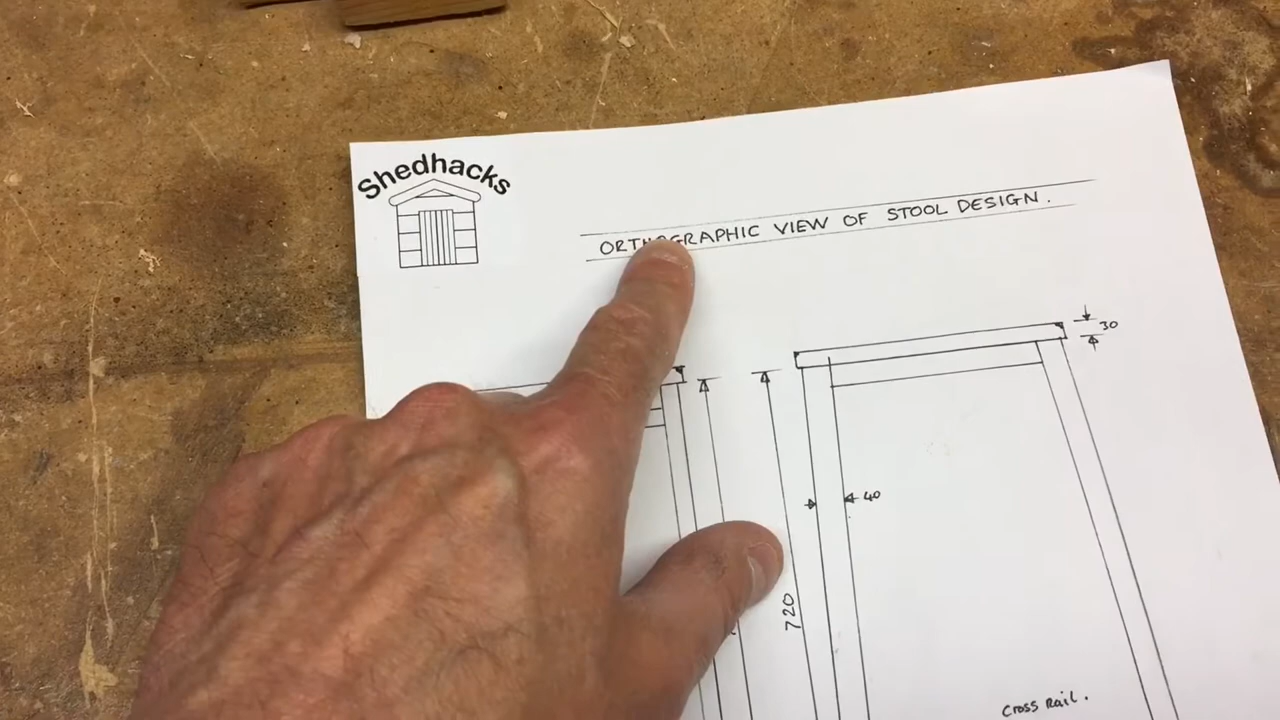 Shedhacks
ORTHOGRAPHIC VIEW OF STOOL DESIGN.
30
40
720
Cross Rail.